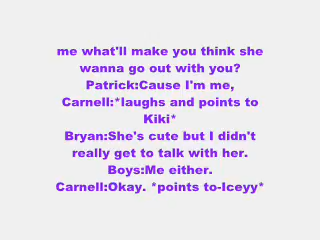 me what'll make you think she
wanna go out with you?
Patrick:Cause I'm me,
Carnell:*laughs and points to
Kiki*
Bryan:She's cute but I didn't
really get to talk with her.
Boys:Me either.
Carnell:Okay. *points to-Iceyy*